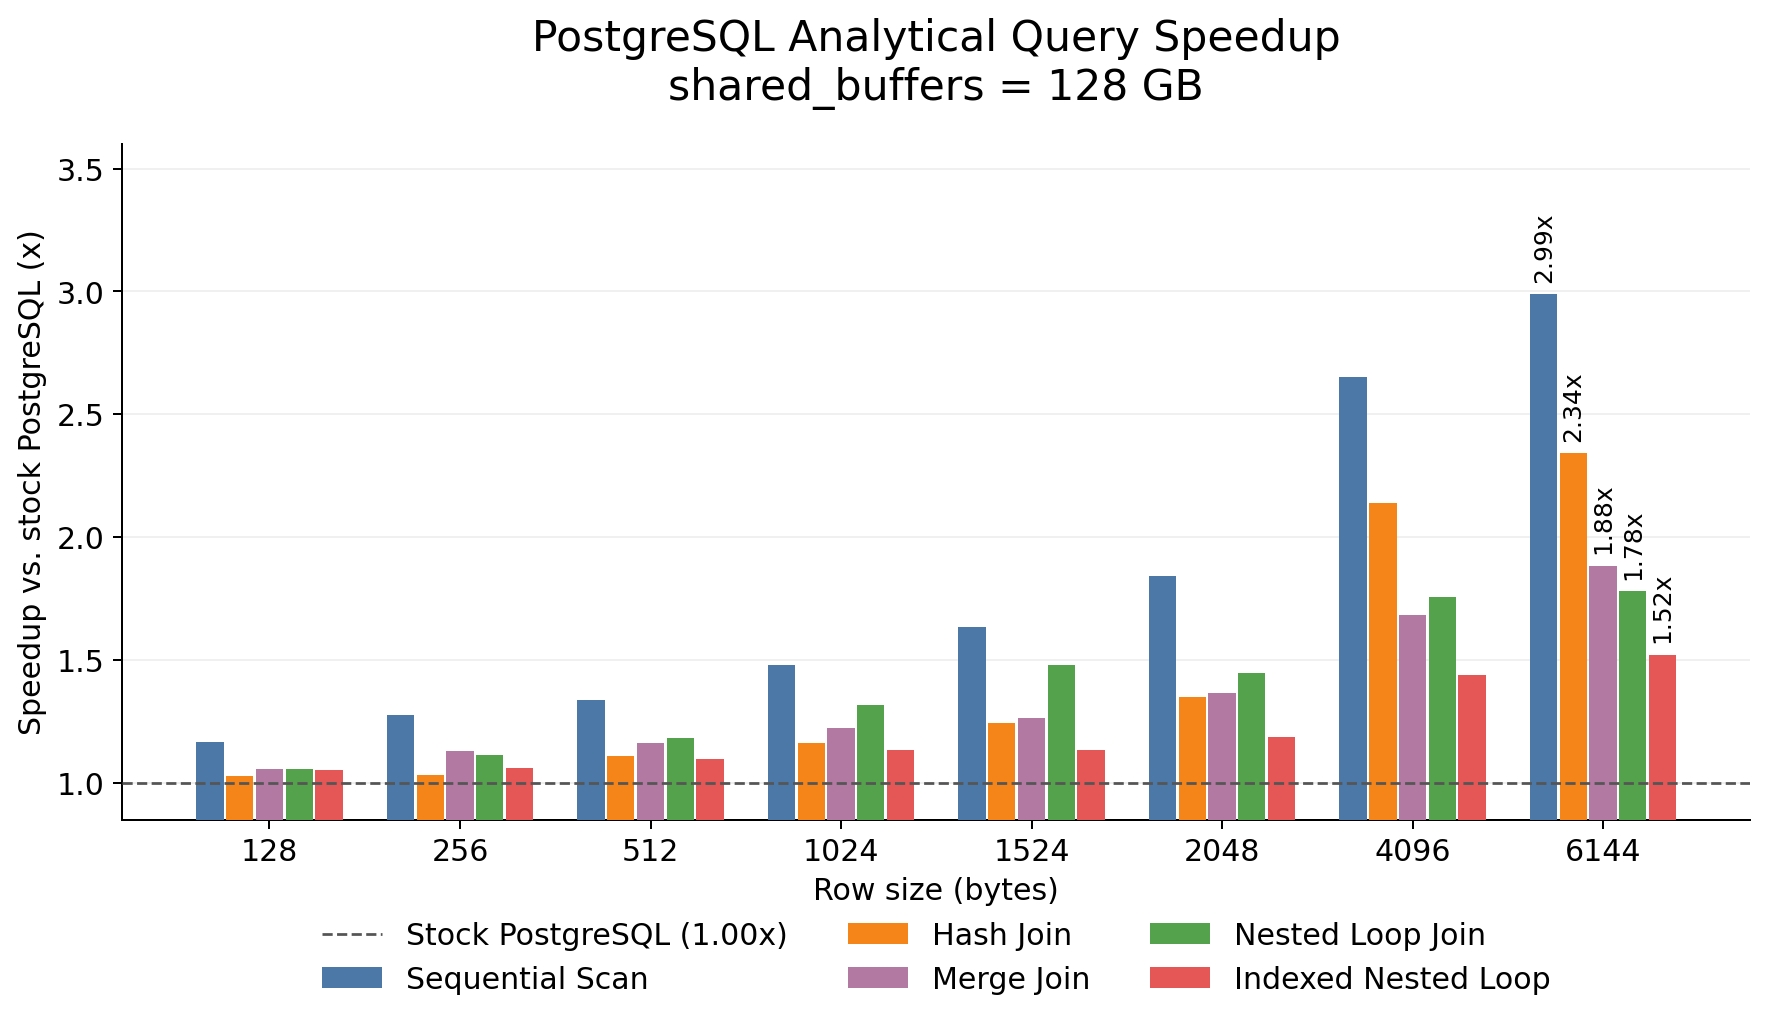 PostgreSQL Analytical Query Speedup
shared_buffers = 128 GB
Speedup vs. stock PostgreSQL (x)
3.5
3.0
2.5
2.0
1.5
1.0
2.99x
2.34x
1.88x
1.78x
1.52x
128 256 512 1024 1524 2048 4096 6144
Row size (bytes)
Stock PostgreSQL (1.00x)
Sequential Scan
Hash Join
Merge Join
Nested Loop Join
Indexed Nested Loop